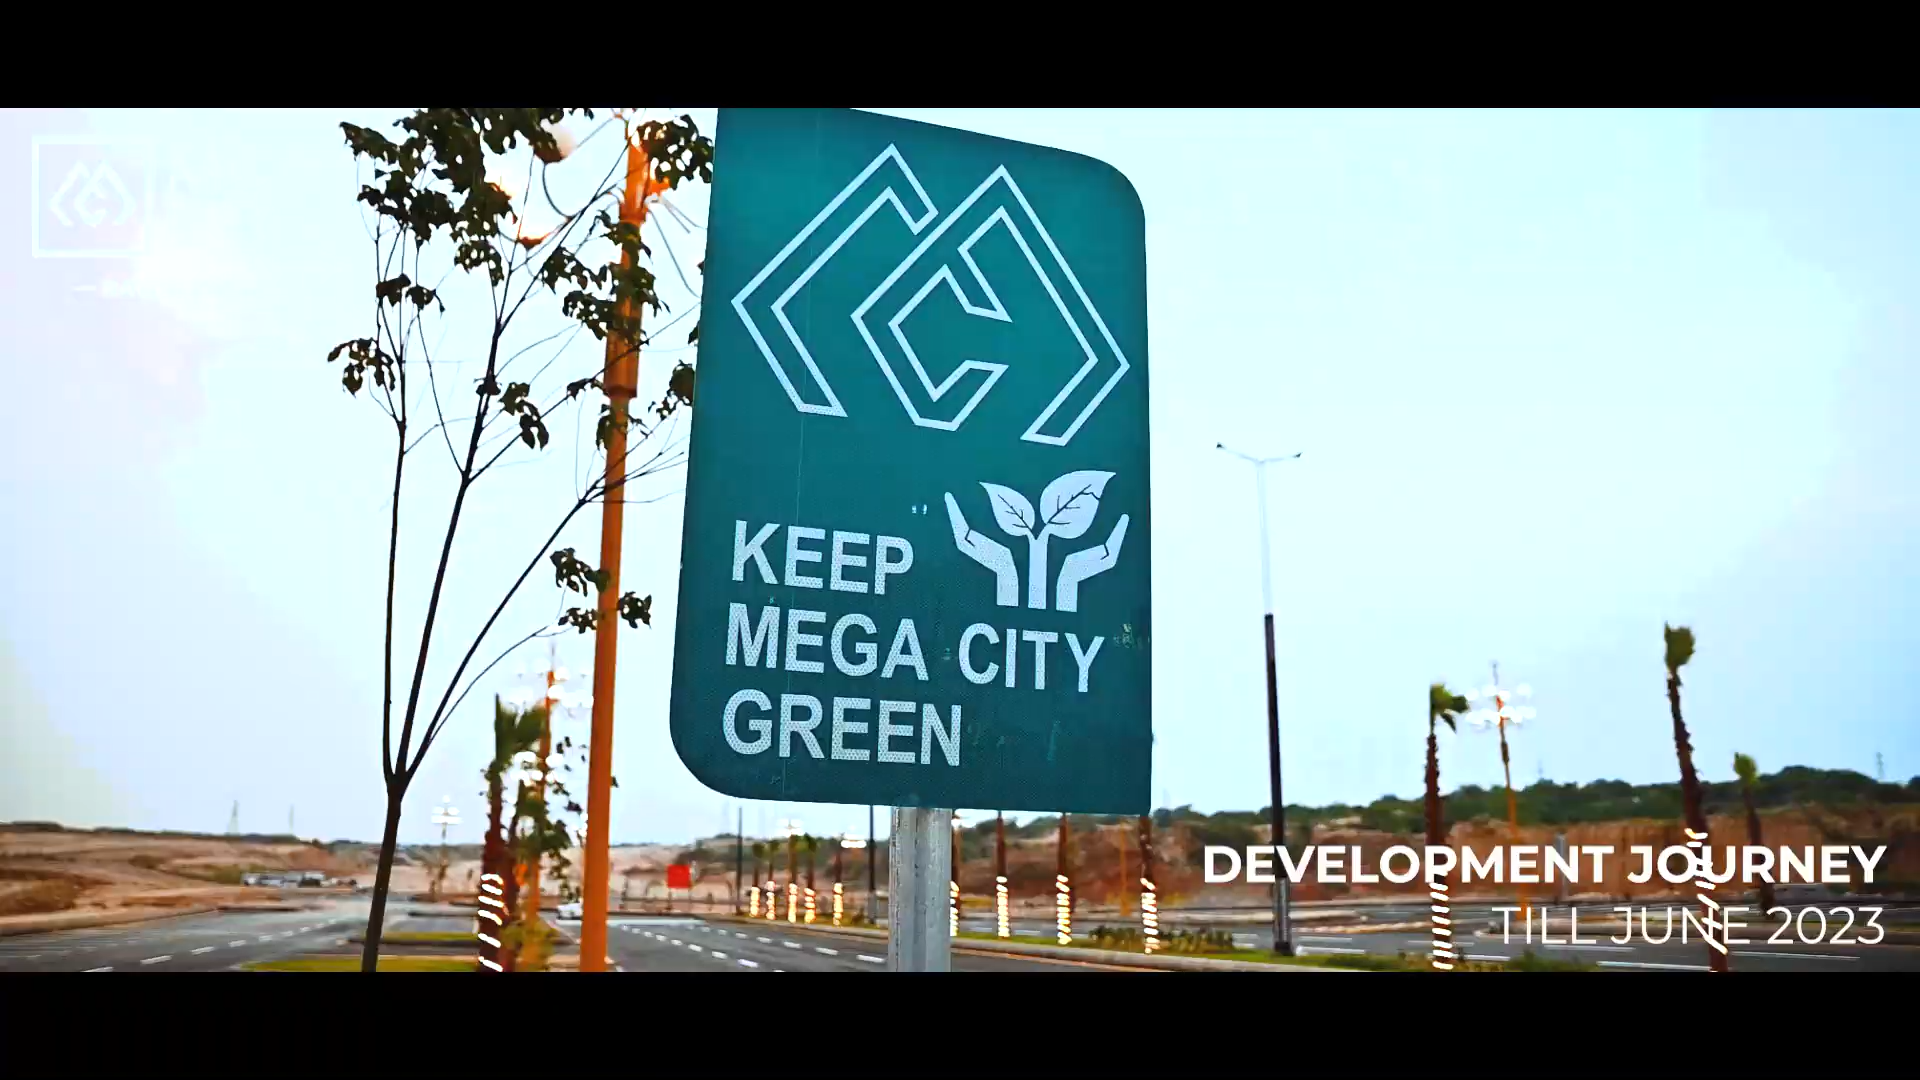 KEEP
MEGA CITY
GREEN
DEVELOPMENT JOURNEY
TILL JUNE 2023